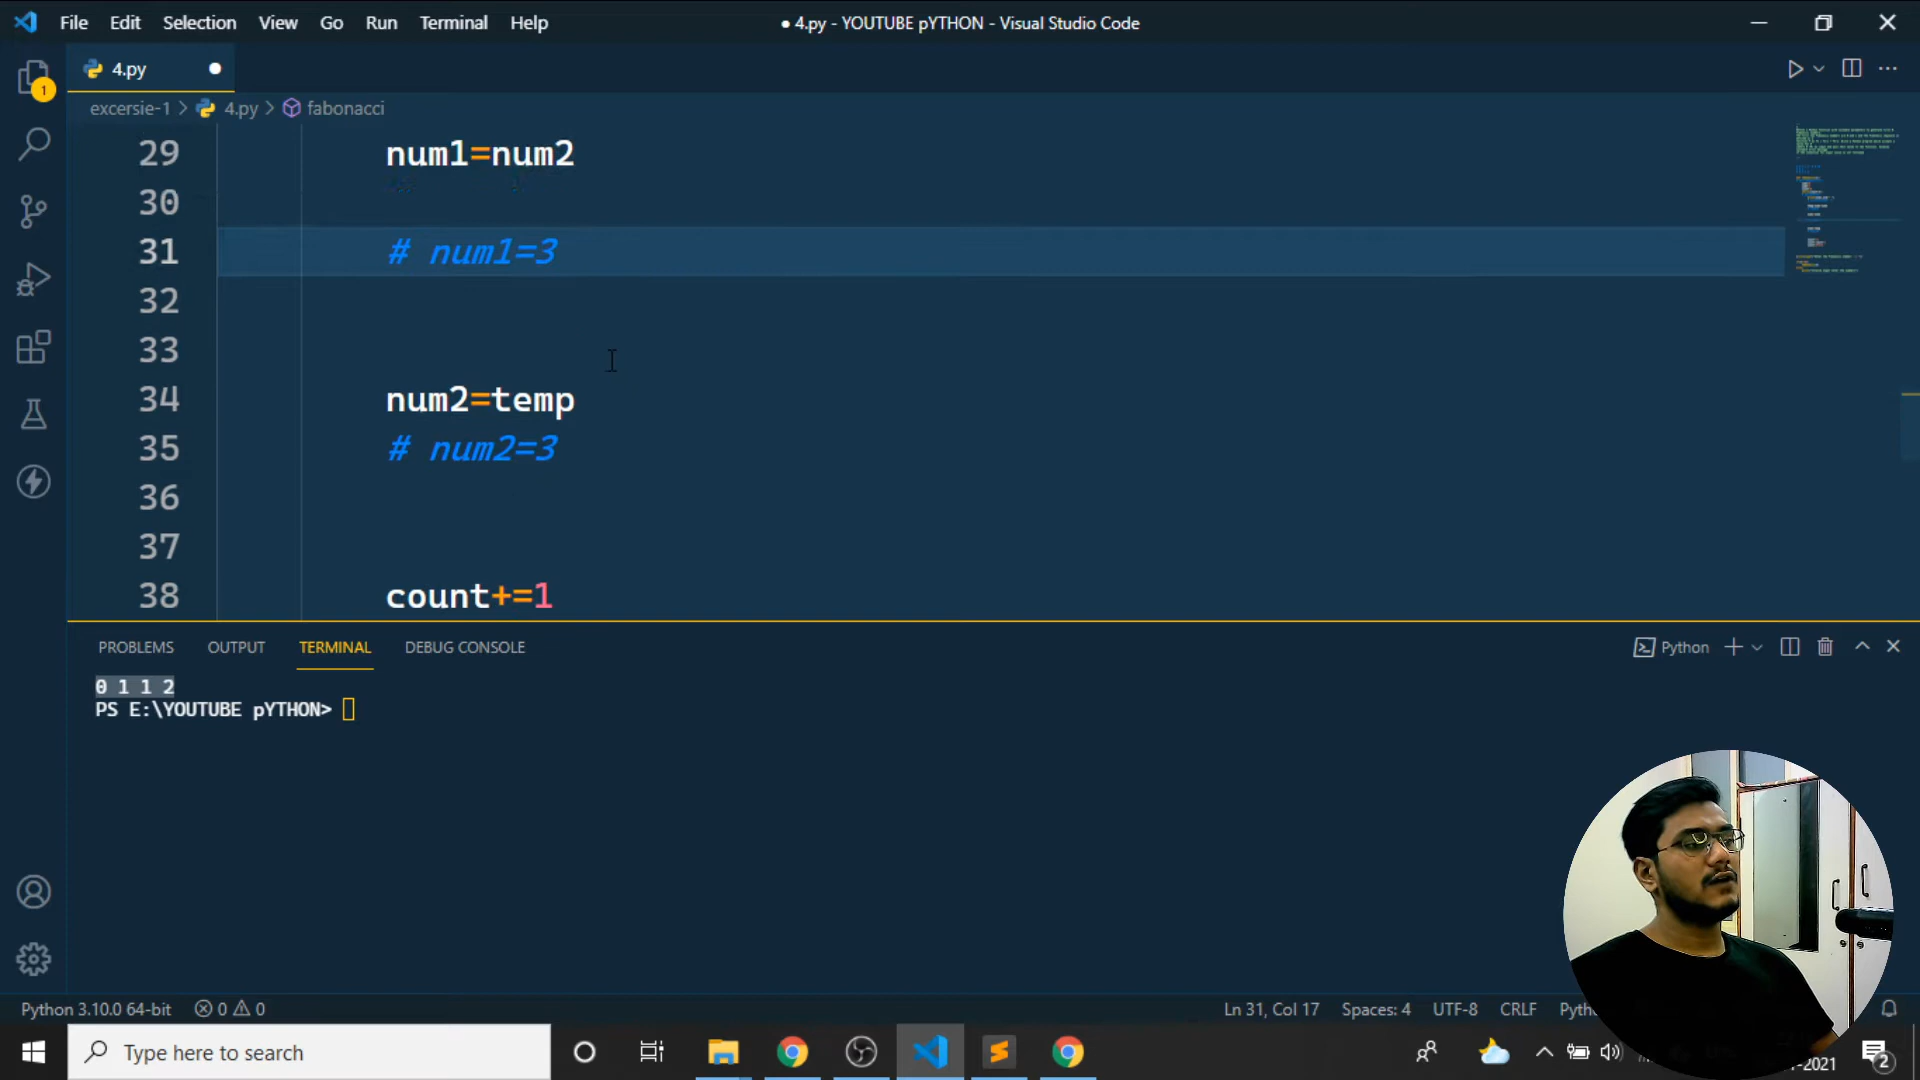 File Edit Selection View Go Run Terminal Help
● 4.py - YOUTUBE pYTHON - Visual Studio Code
4.py
1
excersie-1 > 4.py > fabonacci
29 num1=num2
30
31 # num1=3
32
33
34 num2=temp
35 # num2=3
36
37
38 count+=1
PROBLEMS OUTPUT TERMINAL DEBUG CONSOLE
Python
0 1 1 2
PS E:\YOUTUBE pYTHON>
Python 3.10.0 64-bit 0 0
Ln 31, Col 17 Spaces: 4 UTF-8 CRLF
Type here to search
2021
2